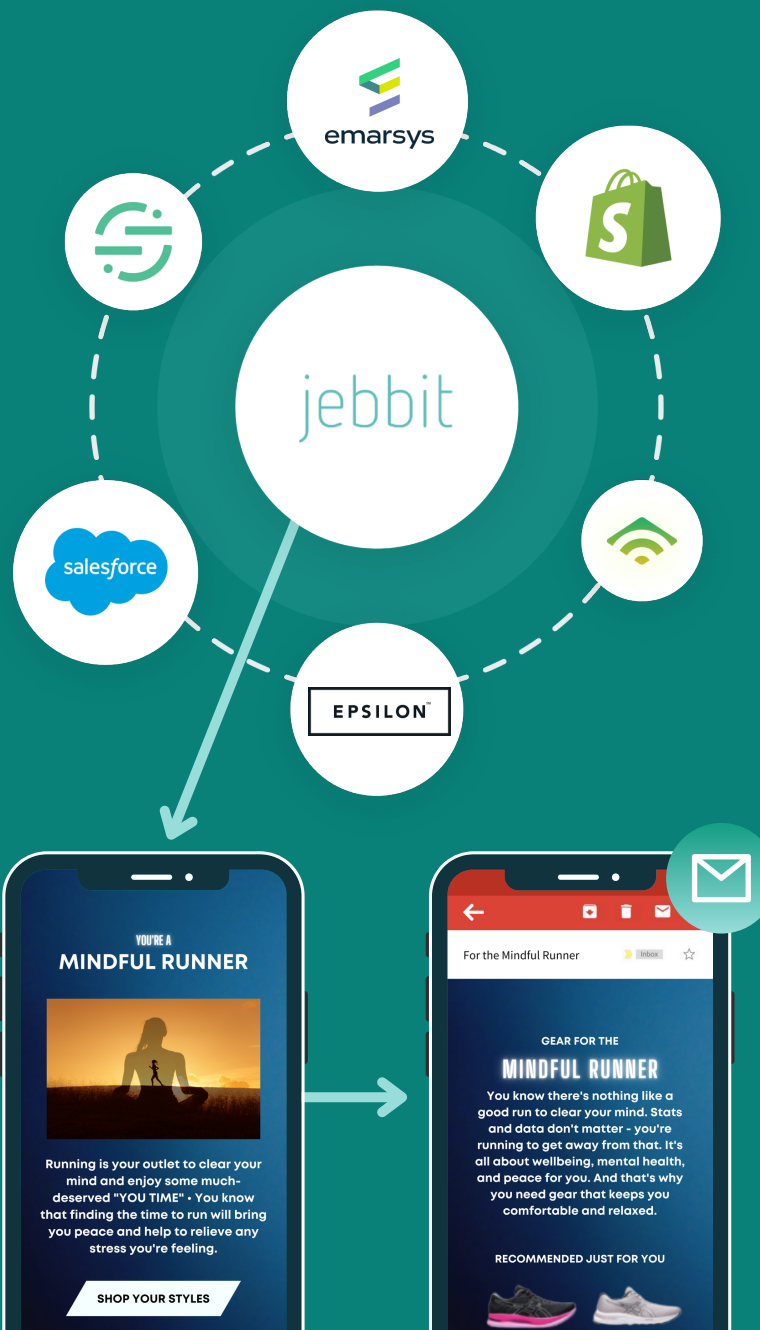 emarsys
S
jebbit
salesforce
EPSILON™
YOU'RE A
MINDFUL RUNNER
Running is your outlet to clear your
mind and enjoy some much-
deserved "YOU TIME" • You know
that finding the time to run will bring
you peace and help to relieve any
stress you're feeling.
SHOP YOUR STYLES
For the Mindful Runner
Inbox
GEAR FOR THE
MINDFUL RUNNER
You know there's nothing like a
good run to clear your mind. Stats
and data don't matter - you're
running to get away from that. It's
all about wellbeing, mental health,
and peace for you. And that's why
you need gear that keeps you
comfortable and relaxed.
RECOMMENDED JUST FOR YOU